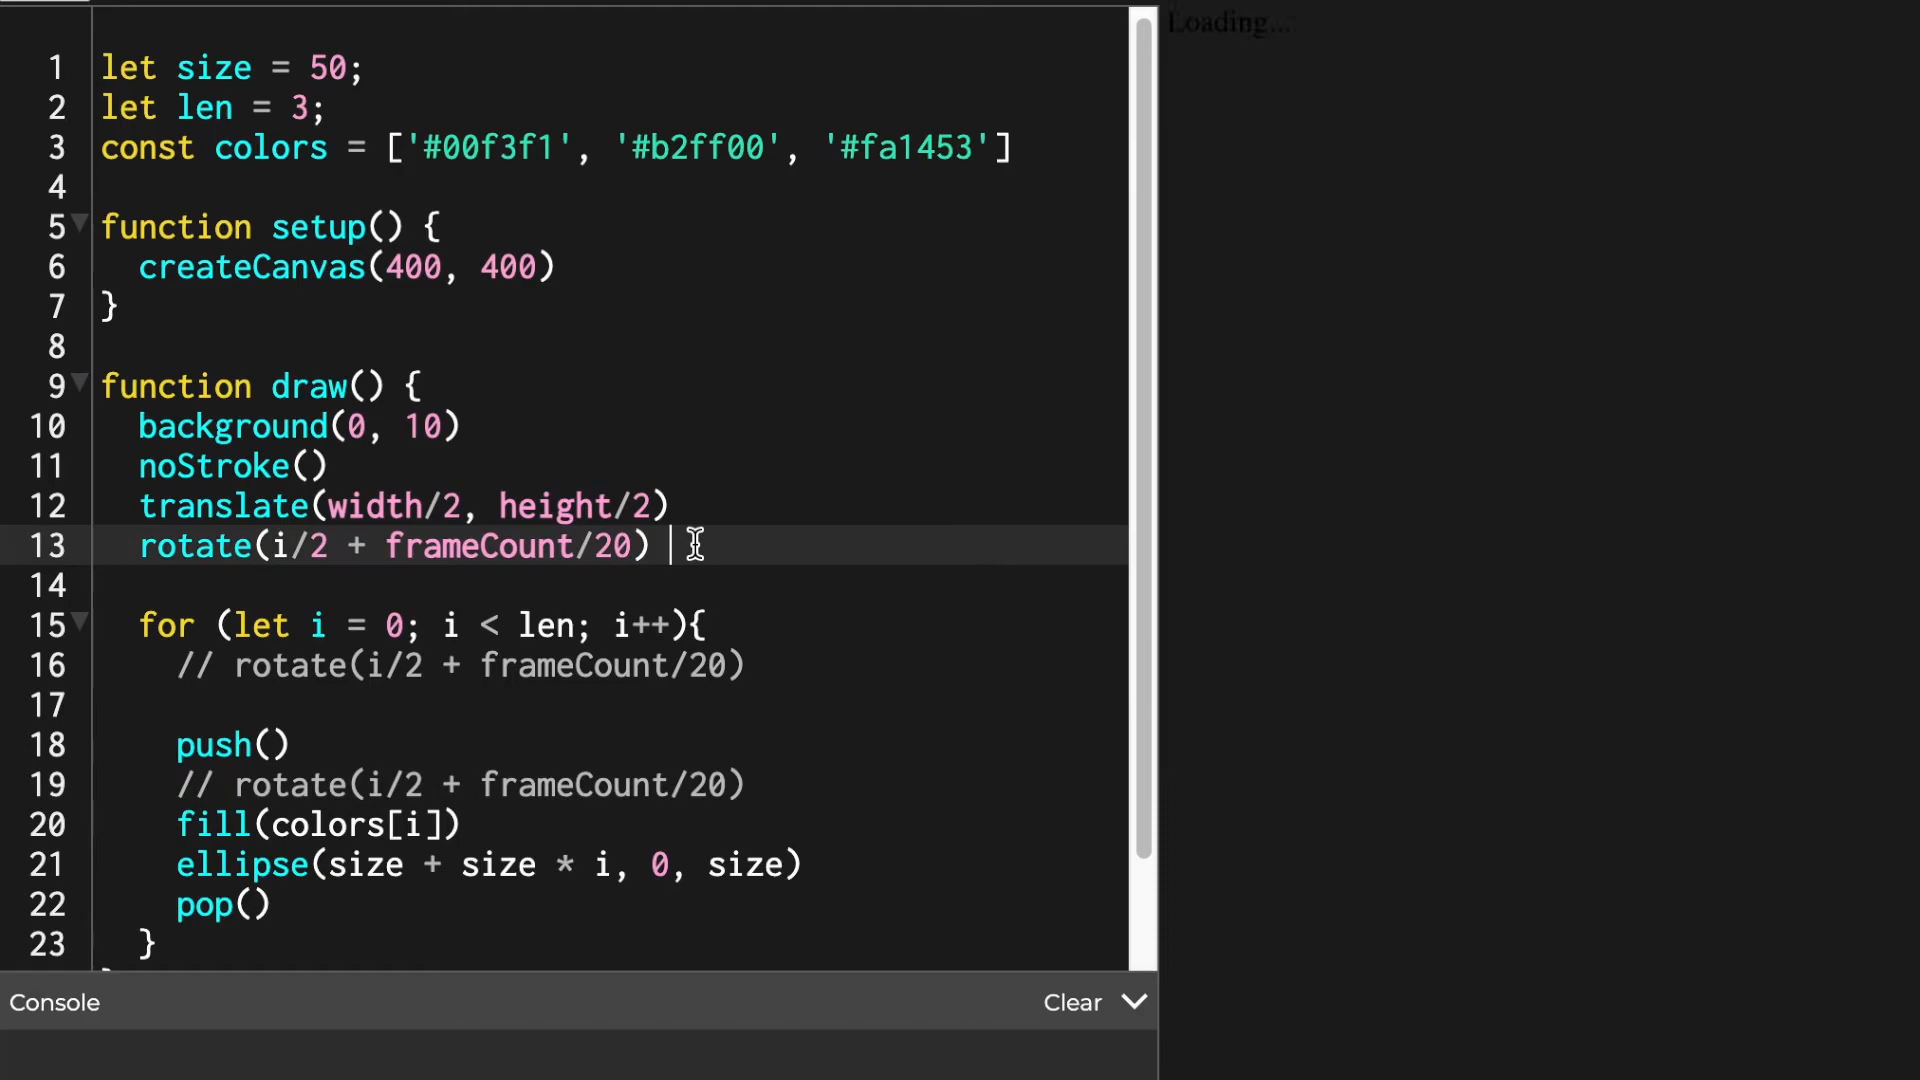 Loading...
1 let size = 50;
2 let len = 3;
3 const colors = ['#00f3f1', '#b2ff00', '#fa1453']
4
5 function setup() {
6   createCanvas(400, 400)
7 }
8
9 function draw() {
10   background(0, 10)
11   noStroke()
12   translate(width/2, height/2)
13   rotate(i/2 + frameCount/20)
14
15   for (let i = 0; i < len; i++){
16     // rotate(i/2 + frameCount/20)
17
18     push()
19     // rotate(i/2 + frameCount/20)
20     fill(colors[i])
21     ellipse(size + size * i, 0, size)
22     pop()
23   }
Console Clear